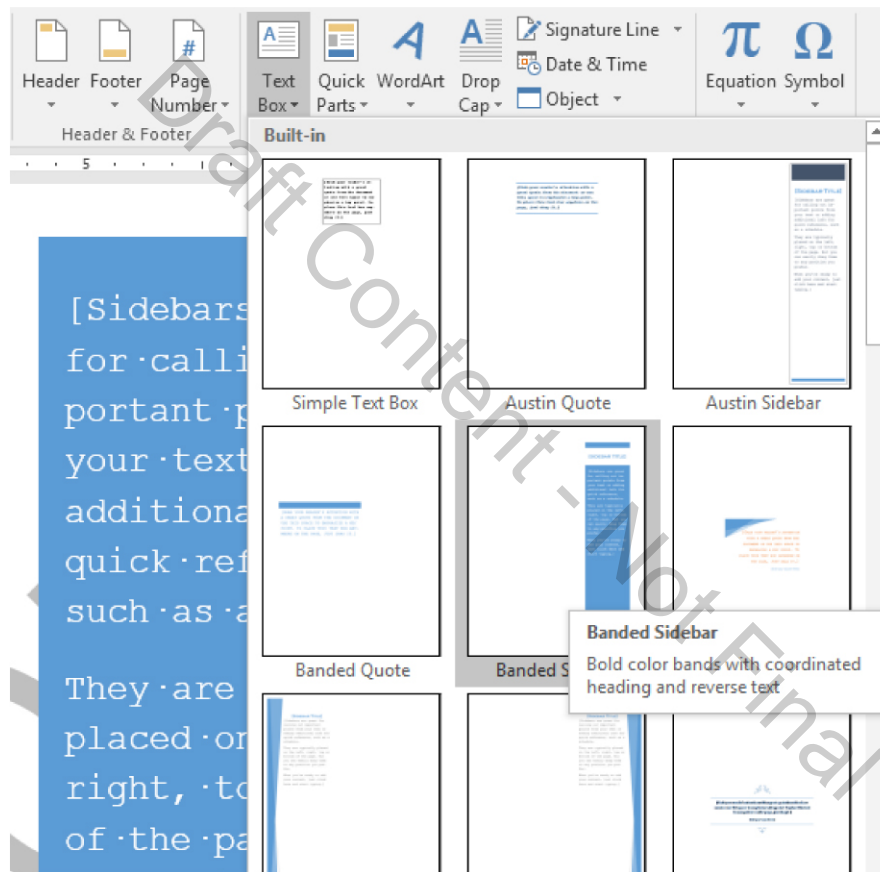 Signature Line
Header Footer Page Text Quick WordArt Drop Date & Time Equation Symbol
Number Box Parts Cap Object
Header & Footer
Built-in
5
Simple Text Box Austin Quote Austin Sidebar
[Sidebars
for·calli
portant·p
your·text
additiona
quick·ref
such·as·a
They·are
placed·on
right,·to
of·the·pa
Banded Quote Banded S
Banded Sidebar
Bold color bands with coordinated
heading and reverse text
Draft Content - Not Final